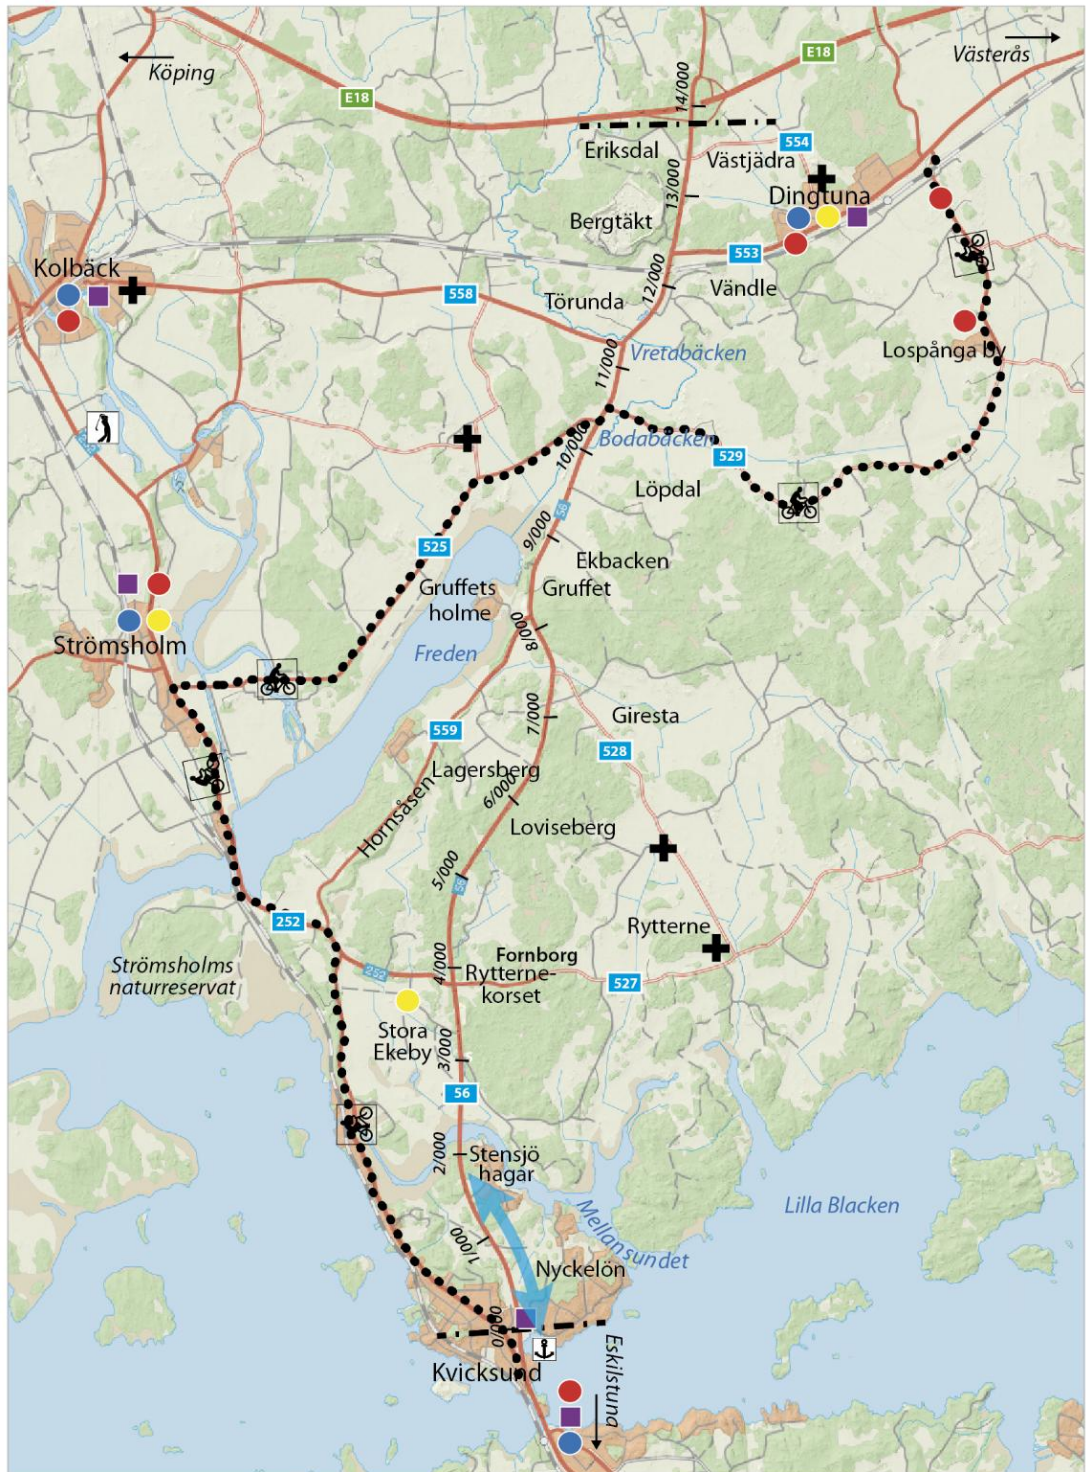 Köping
Västerås
E18
E18
14/000
554
Eriksdal
Västjädra
13/000
Dingtuna
Bergtäkt
553
Kolbäck
12/000
Vändle
558
Törunda
Vretabäcken
Lospånga by
11/000
10/000
Bodabäcken
529
252
Löpdal
56
9/000
525
Ekbacken
Gruffets
holme
Gruffet
8/000
Strömsholm
Freden
7/000
Giresta
559
528
Lagersberg
6/000
Hornsåsen
Loviseberg
5/000
56
252
Rytterne
Fornborg
4/000
Strömsholms
naturreservat
252
Rytterne-
korset
527
Stora
Ekeby
3/000
56
2/000
Stensjö
hagar
Mellansundet
Lilla Blacken
1/000
Nyckelön
0/000
Kvicksund
Eskilstuna